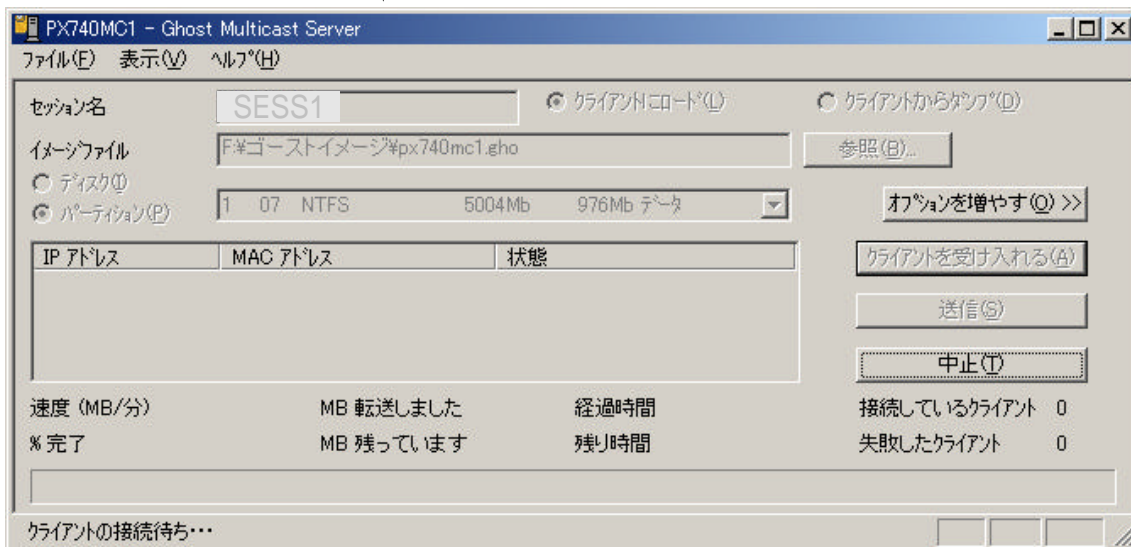 PX740MC1 - Ghost Multicast Server
ファイル(F) 表示(V) ヘルプ(H)
セッション名 SESS1 クライアントにロード(L) クライアントからダンプ(D)
イメージファイル F:¥ゴーストイメージ¥px740mc1.gho 参照(B)...
ディスク(I)
パーティション(P) 1 07 NTFS 5004Mb 976Mb データ オプションを増やす(O) >>
IP アドレス MAC アドレス 状態 クライアントを受け入れる(A)
送信(S)
中止(T)
速度 (MB/分) MB 転送しました 経過時間 接続しているクライアント 0
% 完了 MB 残っています 残り時間 失敗したクライアント 0
クライアントの接続待ち・・・